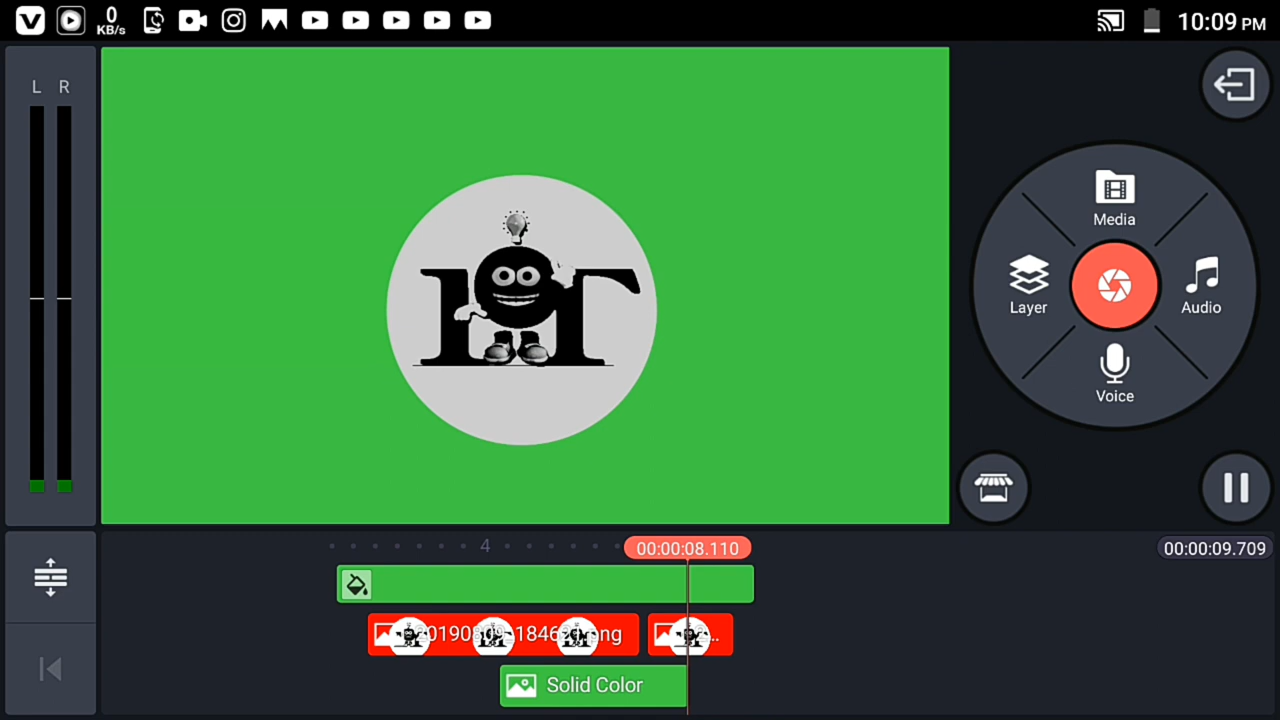 0
KB/s
10:09 PM
L R
Media
Layer
Audio
Voice
4
00:00:08.110
00:00:09.709
Solid Color